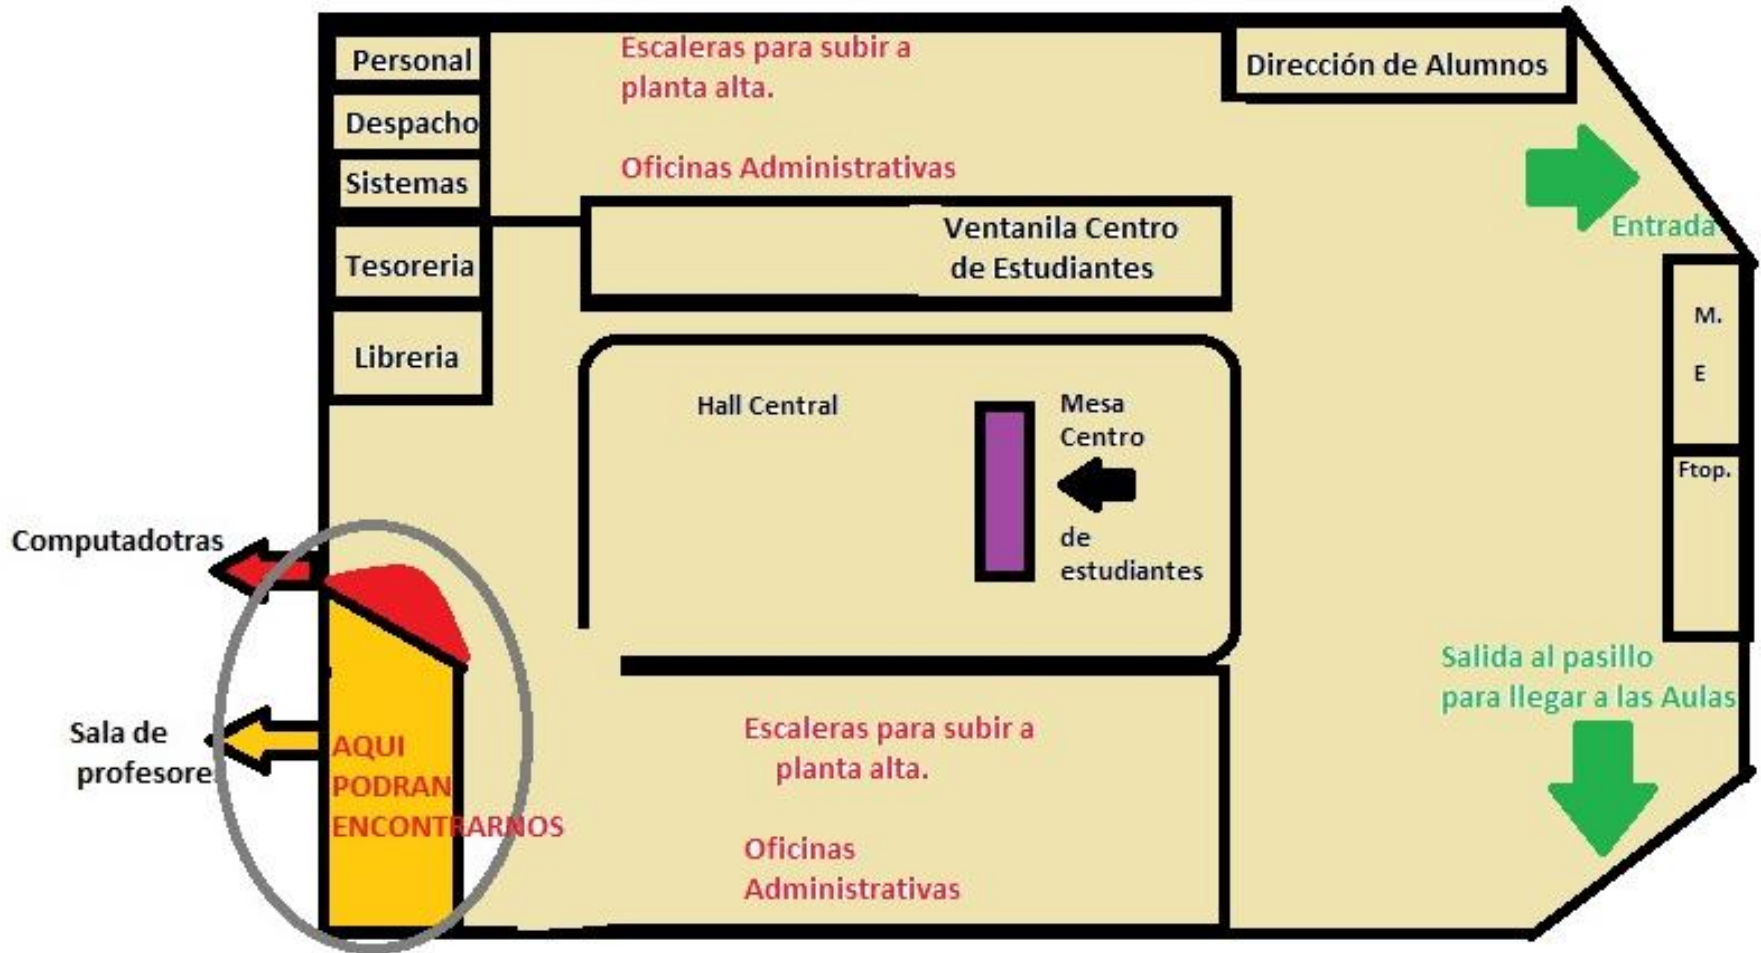 Personal
Despacho
Sistemas
Tesoreria
Libreria
Escaleras para subir a
planta alta.
Oficinas Administrativas
Dirección de Alumnos
Entrada
Ventanila Centro
de Estudiantes
M.
E
Ftop.
Hall Central
Mesa
Centro
de
estudiantes
Computadotras
Sala de
profesore
AQUI
PODRAN
ENCONTRARNOS
Escaleras para subir a
planta alta.
Oficinas
Administrativas
Salida al pasillo
para llegar a las Aulas